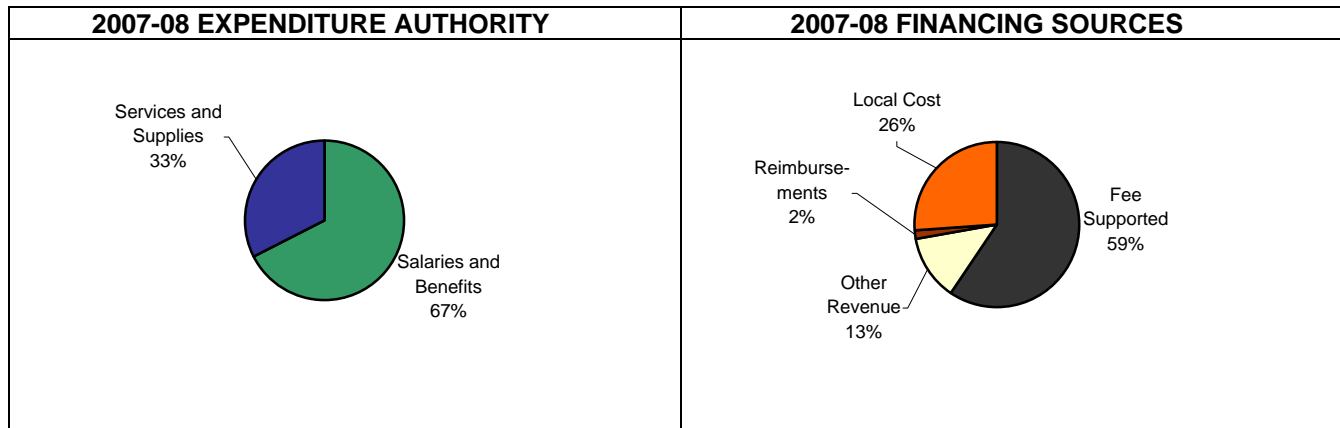 2007-08 EXPENDITURE AUTHORITY
Services and
Supplies
33%
Salaries and
Benefits
67%
2007-08 FINANCING SOURCES
Local Cost
26%
Reimburse-
ments
2%
Fee
Supported
59%
Other
Revenue
13%